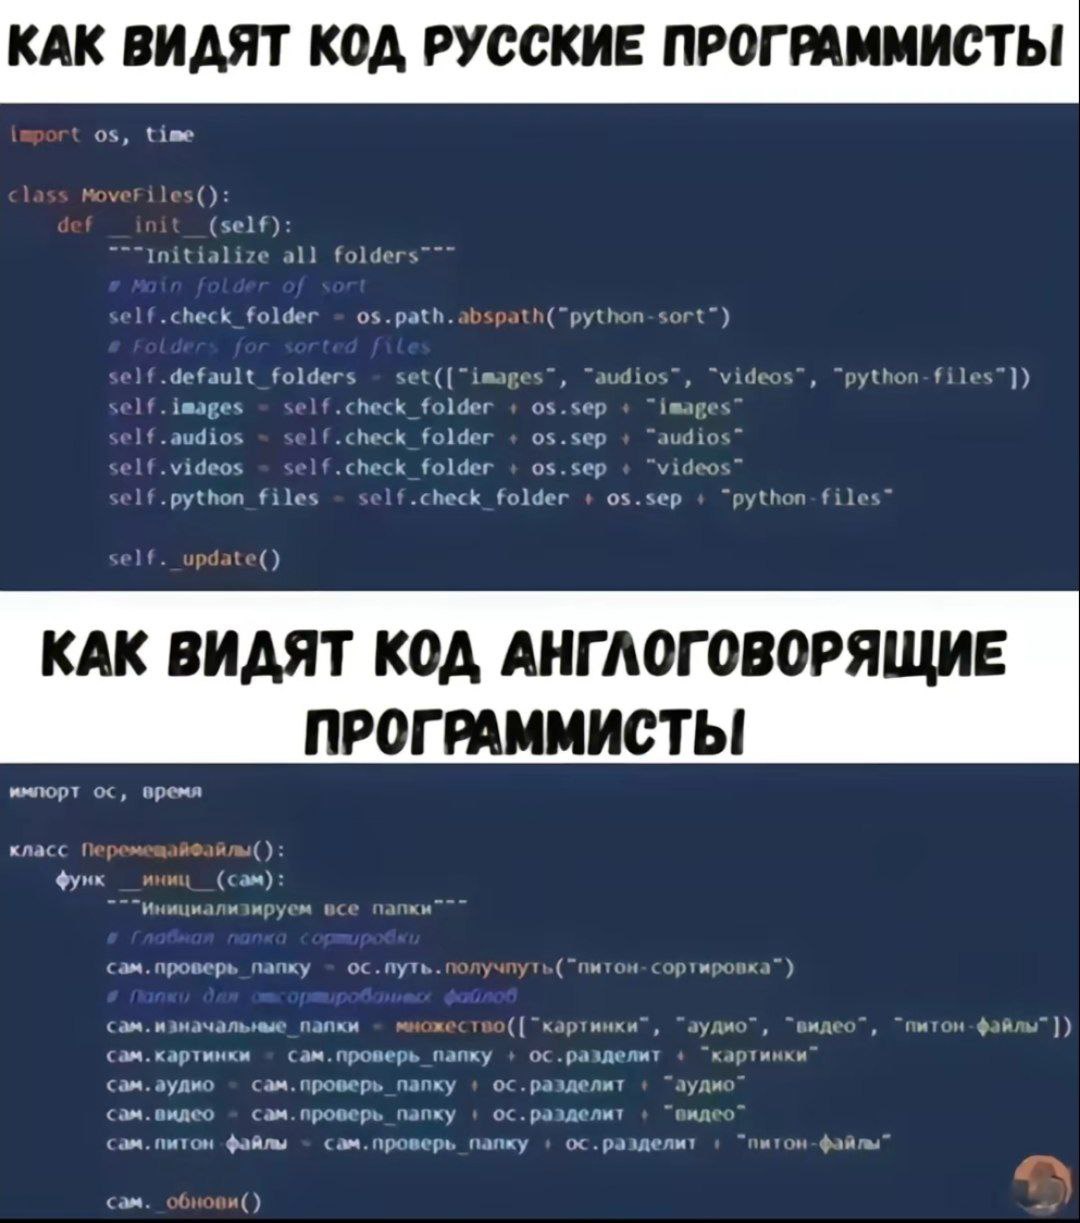 КАК ВИДЯТ КОД РУССКИЕ ПРОГРАММИСТЫ
import os, time
class MoveFiles():
def __init__(self):
"""Initialize all folders"""
# Main folder of sort
self.check_folder = os.path.abspath("python-sort")
# Folders for sorted files
self.default_folders = set(["images", "audios", "videos", "python-files"])
self.images = self.check_folder + os.sep + "images"
self.audios = self.check_folder + os.sep + "audios"
self.videos = self.check_folder + os.sep + "videos"
self.python_files = self.check_folder + os.sep + "python-files"
self._update()
КАК ВИДЯТ КОД АНГЛОГОВОРЯЩИЕ
ПРОГРАММИСТЫ
импорт ос, время
класс ПеремещайФайлы():
функ __иниц__(сам):
"""Инициализируем все папки"""
# Главная папка сортировки
сам.проверь_папку = ос.путь.получпуть("питон-сортировка")
# Папки для отсортированных файлов
сам.изначальные_папки = множество(["картинки", "аудио", "видео", "питон-файлы"])
сам.картинки = сам.проверь_папку + ос.разделит + "картинки"
сам.аудио = сам.проверь_папку + ос.разделит + "аудио"
сам.видео = сам.проверь_папку + ос.разделит + "видео"
сам.питон файлы = сам.проверь_папку + ос.разделит + "питон-файлы"
сам._обнови()